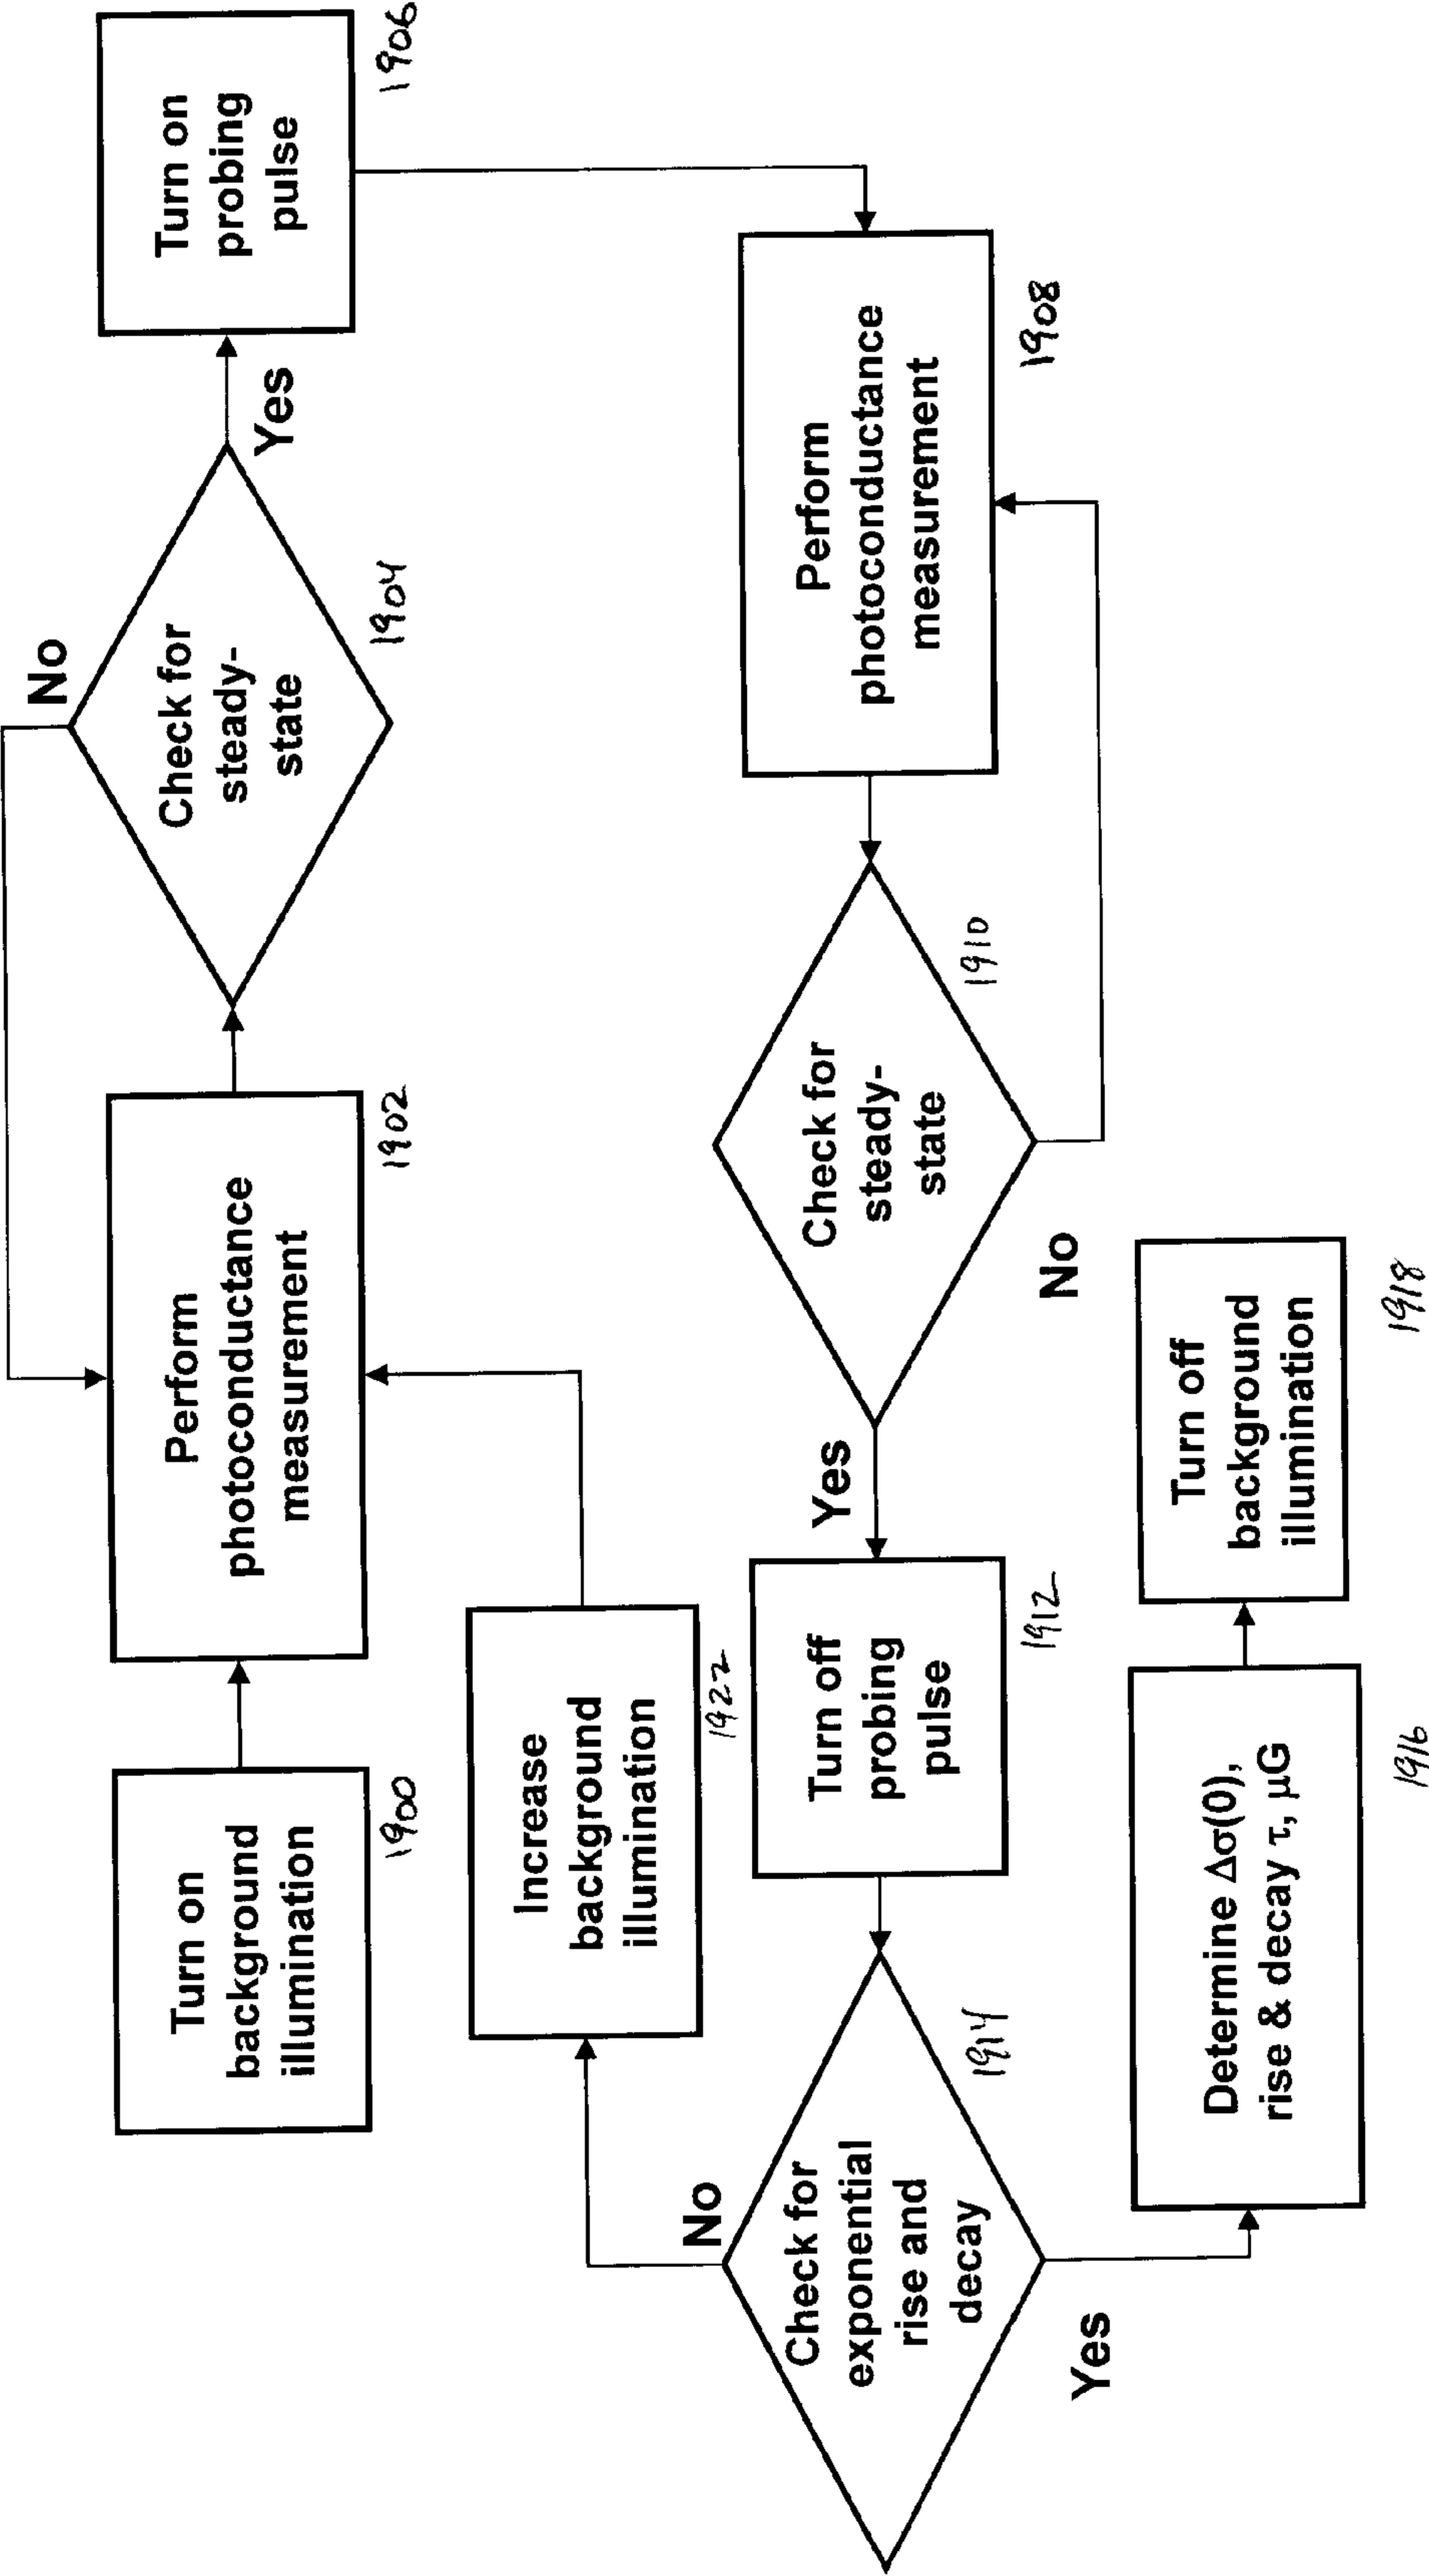 Turn on
background
illumination
1900
Perform
photoconductance
measurement
1902
Check for
steady-
state
1904
No
Yes
Turn on
probing
pulse
1906
Perform
photoconductance
measurement
1908
Check for
steady-
state
1910
No
Yes
Turn off
probing
pulse
1912
Check for
exponential
rise and
decay
1914
No
Increase
background
illumination
1922
Yes
Determine Δσ(0),
rise & decay τ, μG
1916
Turn off
background
illumination
1918